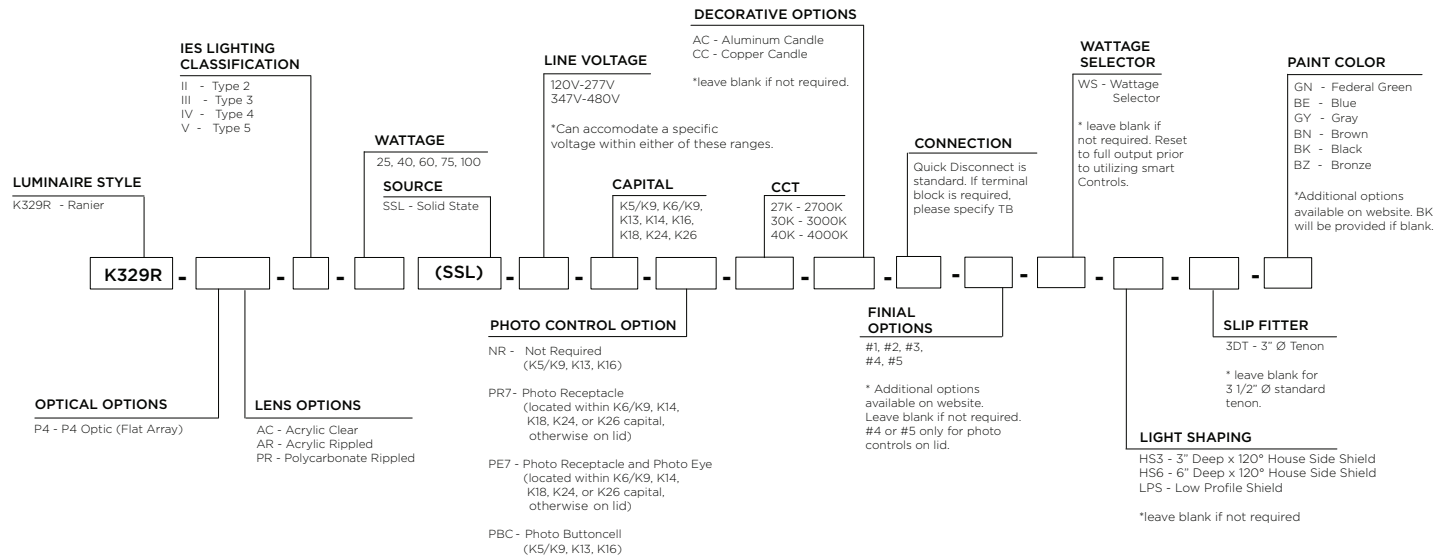 DECORATIVE OPTIONS
AC - Aluminum Candle
CC - Copper Candle
*leave blank if not required.
IES LIGHTING
CLASSIFICATION
II - Type 2
III - Type 3
IV - Type 4
V - Type 5
LINE VOLTAGE
120V-277V
347V-480V
*Can accomodate a specific
voltage within either of these ranges.
WATTAGE
SELECTOR
WS - Wattage
Selector
* leave blank if
not required. Reset
to full output prior
to utilizing smart
Controls.
PAINT COLOR
GN - Federal Green
BE - Blue
GY - Gray
BN - Brown
BK - Black
BZ - Bronze
*Additional options
available on website. BK
will be provided if blank.
WATTAGE
25, 40, 60, 75, 100
CONNECTION
Quick Disconnect is
standard. If terminal
block is required,
please specify TB
LUMINAIRE STYLE
K329R - Ranier
SOURCE
SSL - Solid State
CAPITAL
K5/K9, K6/K9,
K13, K14, K16,
K18, K24, K26
CCT
27K - 2700K
30K - 3000K
40K - 4000K
K329R - - - (SSL) - - - - - - - - - - - -
OPTICAL OPTIONS
P4 - P4 Optic (Flat Array)
LENS OPTIONS
AC - Acrylic Clear
AR - Acrylic Rippled
PR - Polycarbonate Rippled
PHOTO CONTROL OPTION
NR - Not Required
(K5/K9, K13, K16)
PR7- Photo Receptacle
(located within K6/K9, K14,
K18, K24, or K26 capital,
otherwise on lid)
PE7 - Photo Receptacle and Photo Eye
(located within K6/K9, K14,
K18, K24, or K26 capital,
otherwise on lid)
PBC - Photo Buttoncell
(K5/K9, K13, K16)
FINIAL
OPTIONS
#1, #2, #3,
#4, #5
* Additional options
available on website.
Leave blank if not required.
#4 or #5 only for photo
controls on lid.
LIGHT SHAPING
HS3 - 3" Deep x 120° House Side Shield
HS6 - 6" Deep x 120° House Side Shield
LPS - Low Profile Shield
*leave blank if not required
SLIP FITTER
3DT - 3" Ø Tenon
* leave blank for
3 1/2" Ø standard
tenon.